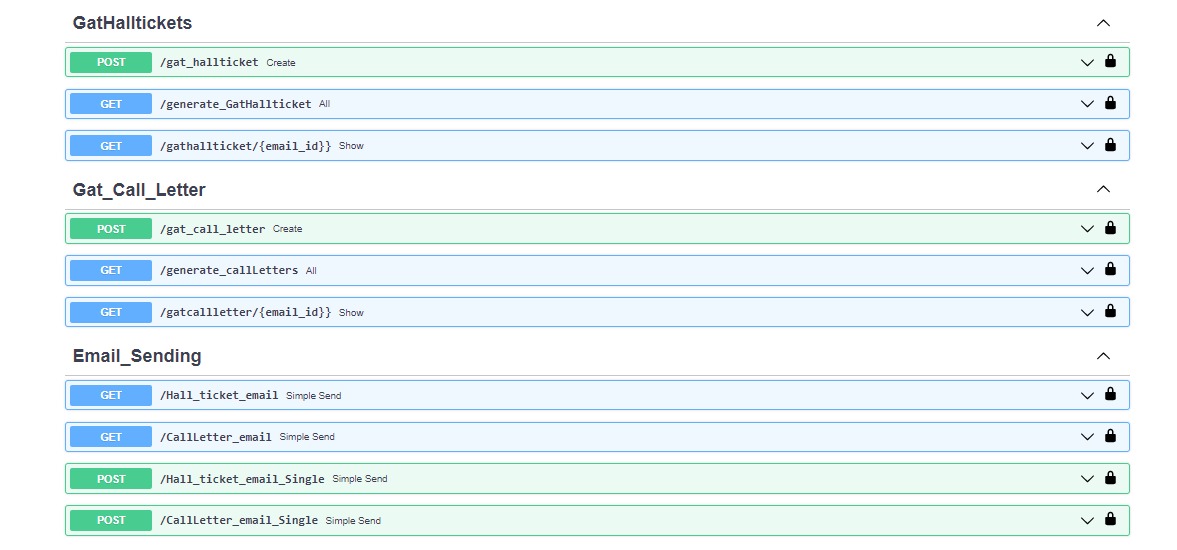 GatHalltickets
POST /gat_hallticket Create
GET /generate_GatHallticket All
GET /gathallticket/{email_id}} Show
Gat_Call_Letter
POST /gat_call_letter Create
GET /generate_callLetters All
GET /gatcallletter/{email_id}} Show
Email_Sending
GET /Hall_ticket_email Simple Send
GET /CallLetter_email Simple Send
POST /Hall_ticket_email_Single Simple Send
POST /CallLetter_email_Single Simple Send